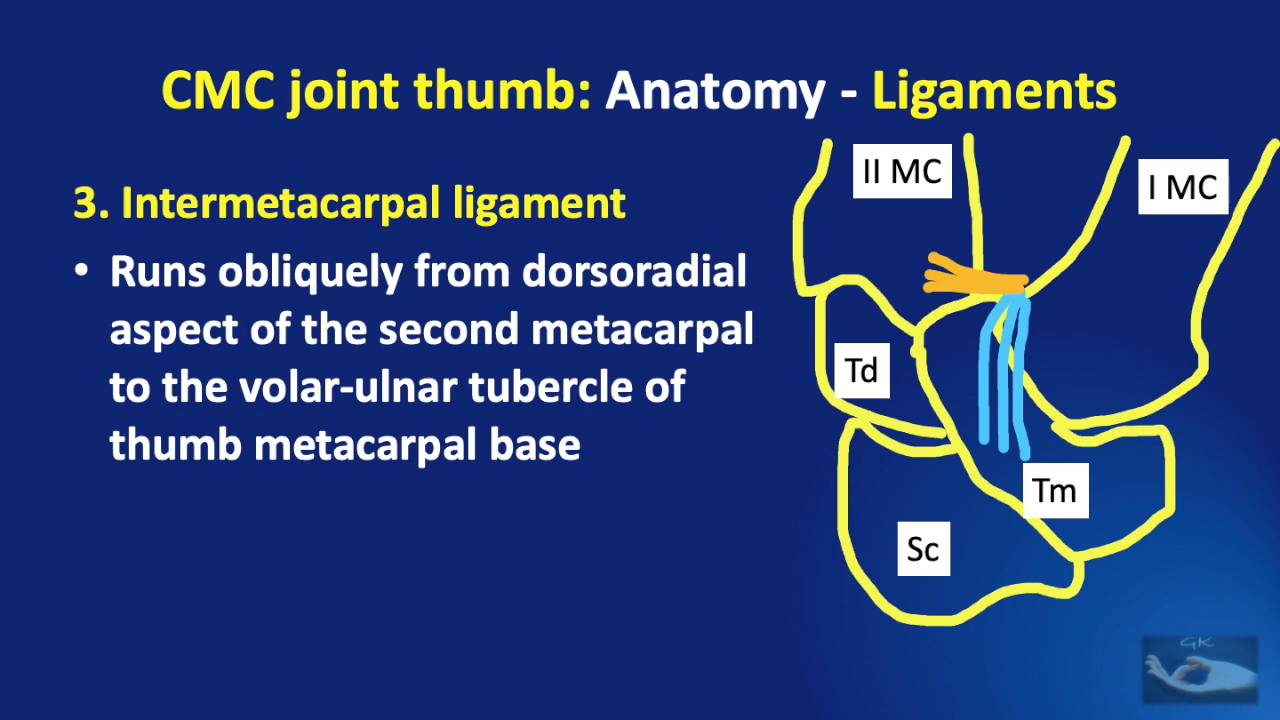 CMC joint thumb: Anatomy - Ligaments
3. Intermetacarpal ligament
• Runs obliquely from dorsoradial
aspect of the second metacarpal
to the volar-ulnar tubercle of
thumb metacarpal base
II MC
I MC
Td
Tm
Sc
GK